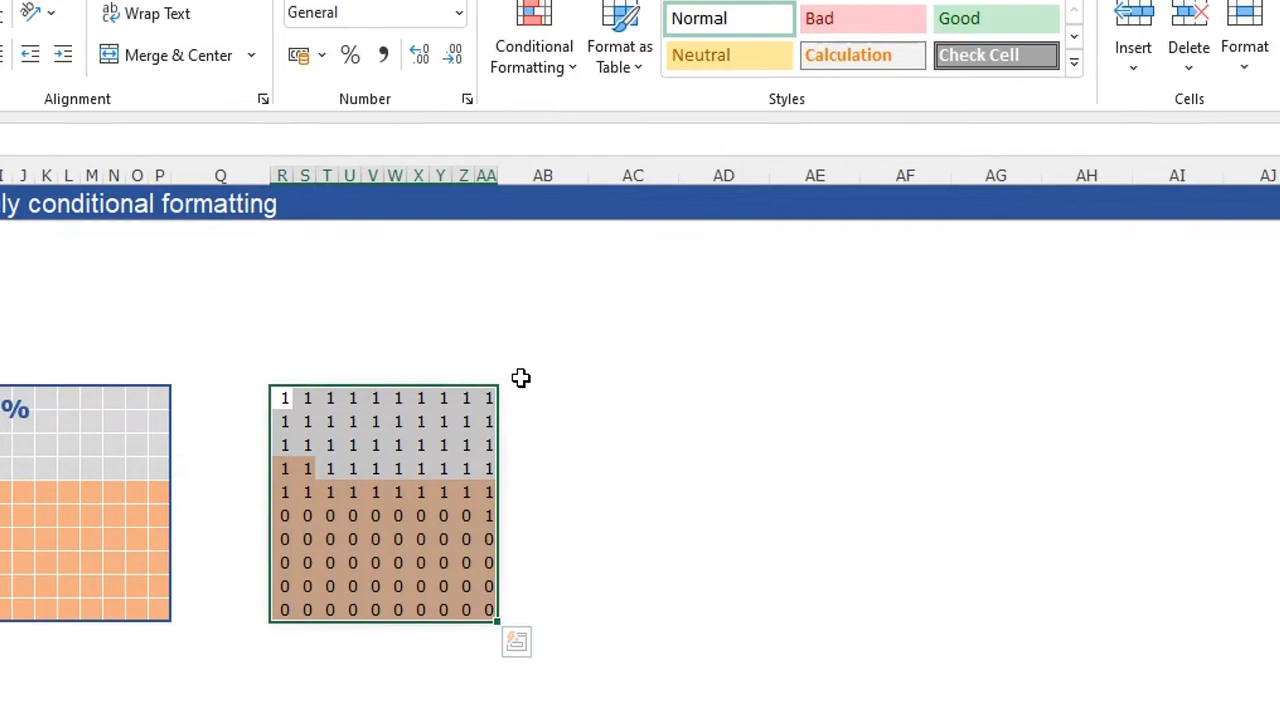 Wrap Text
General
Normal
Bad
Good
Merge & Center
%
Conditional Formatting
Format as Table
Neutral
Calculation
Check Cell
Insert
Delete
Format
Alignment
Number
Styles
Cells
J K L M N O P Q R S T U V W X Y Z AA AB AC AD AE AF AG AH AI AJ
ly conditional formatting
%
1 1 1 1 1 1 1 1 1 1
1 1 1 1 1 1 1 1 1 1
1 1 1 1 1 1 1 1 1 1
1 1 1 1 1 1 1 1 1 1
1 1 1 1 1 1 1 1 1 1
0 0 0 0 0 0 0 0 0 1
0 0 0 0 0 0 0 0 0 0
0 0 0 0 0 0 0 0 0 0
0 0 0 0 0 0 0 0 0 0
0 0 0 0 0 0 0 0 0 0